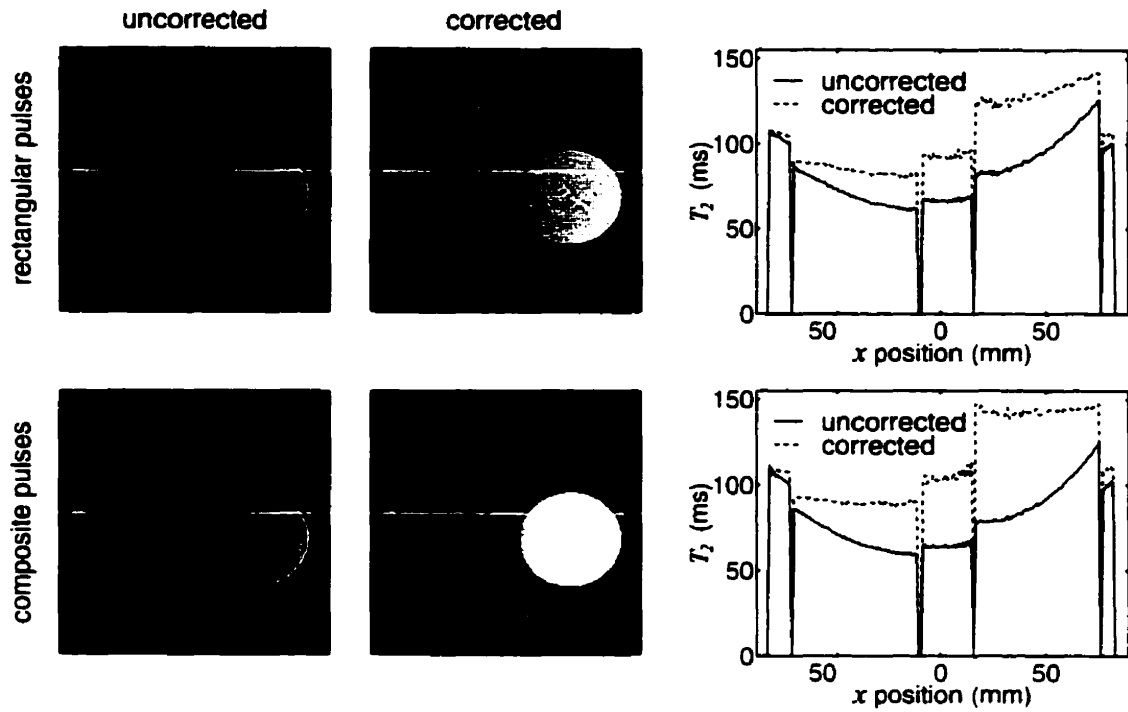 uncorrected
corrected
rectangular pulses
composite pulses
150
100
50
0
T₂ (ms)
uncorrected
corrected
50
0
50
x position (mm)
150
100
50
0
T₂ (ms)
uncorrected
corrected
50
0
50
x position (mm)